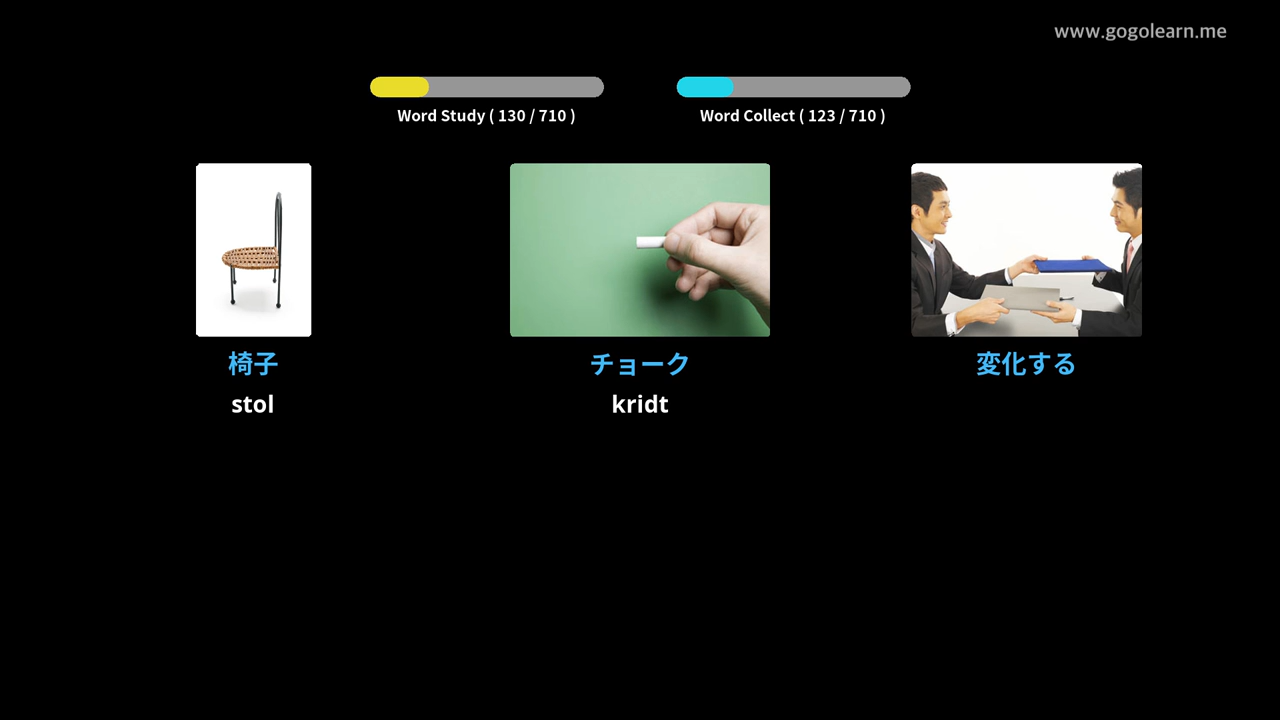 www.gogolearn.me
Word Study ( 130 / 710 )
Word Collect ( 123 / 710 )
椅子
チョーク
変化する
stol
kridt